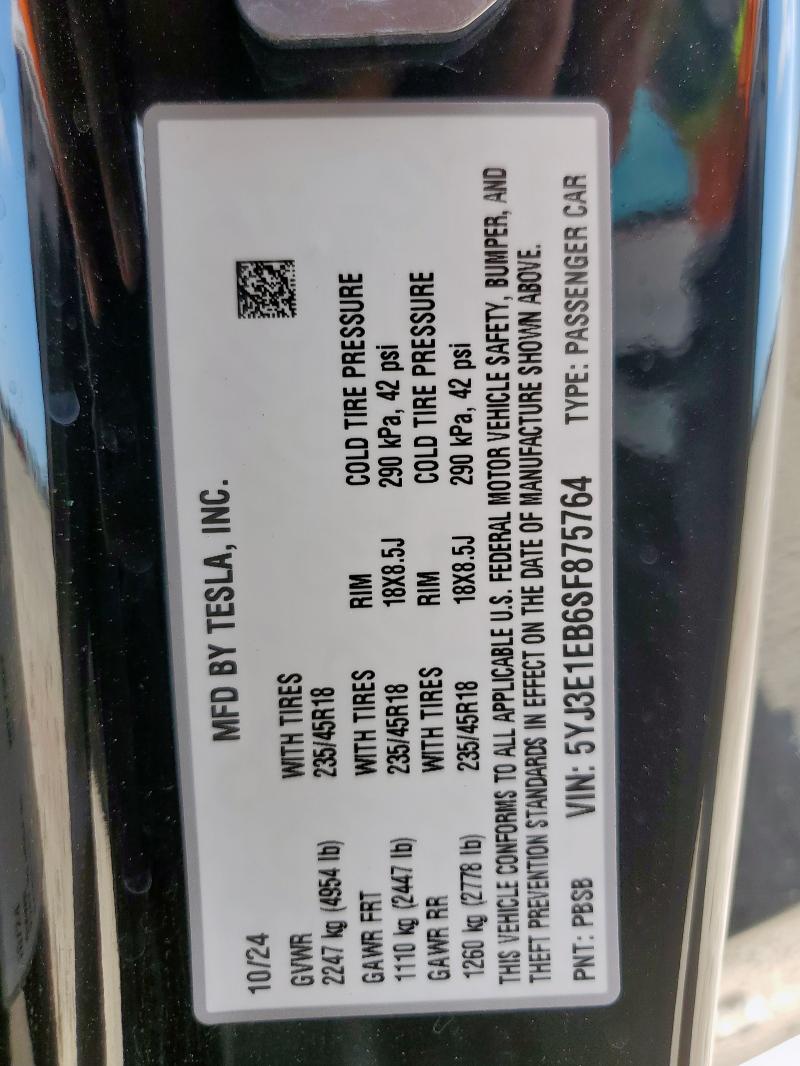 MFD BY TESLA, INC.
10/24
GVWR WITH TIRES
2247 kg (4954 lb) 235/45R18
GAWR FRT WITH TIRES RIM COLD TIRE PRESSURE
1110 kg (2447 lb) 235/45R18 18X8.5J 290 kPa, 42 psi
GAWR RR WITH TIRES RIM COLD TIRE PRESSURE
1260 kg (2778 lb) 235/45R18 18X8.5J 290 kPa, 42 psi
THIS VEHICLE CONFORMS TO ALL APPLICABLE U.S. FEDERAL MOTOR VEHICLE SAFETY, BUMPER, AND
THEFT PREVENTION STANDARDS IN EFFECT ON THE DATE OF MANUFACTURE SHOWN ABOVE.
PNT: PBSB VIN: 5YJ3E1EB6SF875764 TYPE: PASSENGER CAR